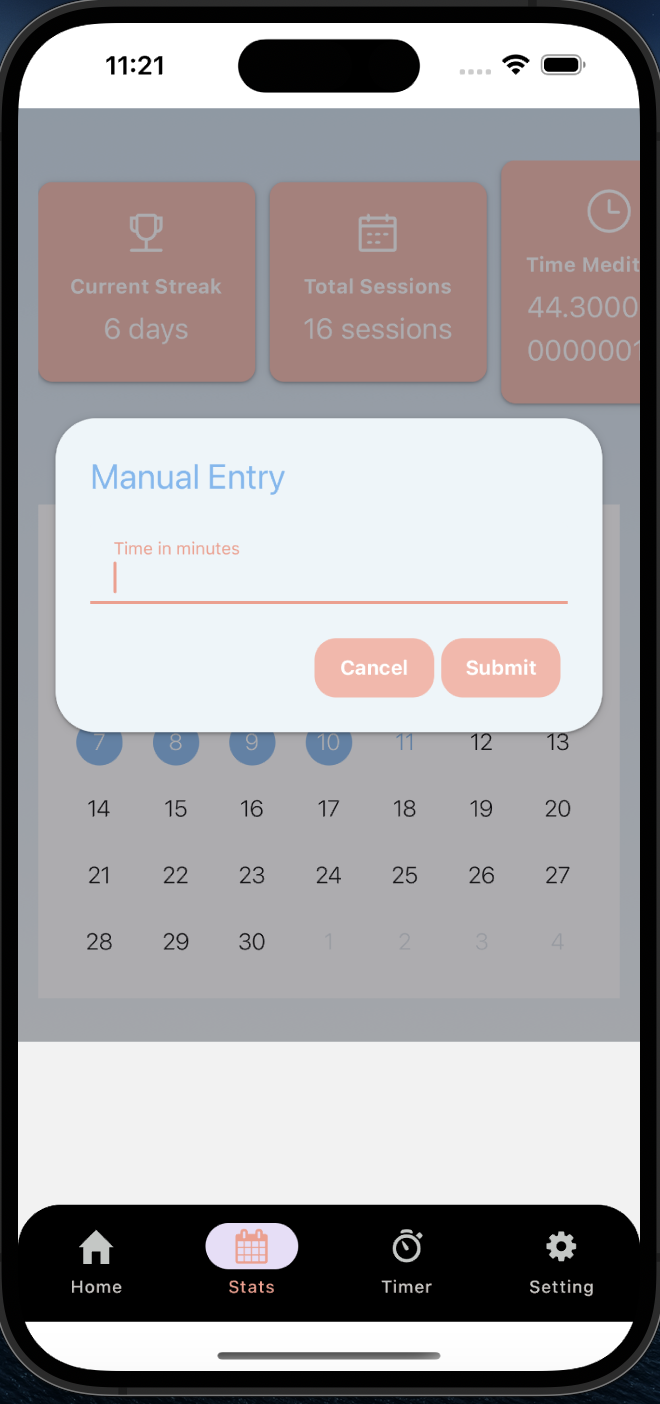 11:21
Current Streak
6 days
Total Sessions
16 sessions
Time Medit
44.3000
0000001
Manual Entry
Time in minutes
Cancel Submit
7 8 9 10 11 12 13
14 15 16 17 18 19 20
21 22 23 24 25 26 27
28 29 30 1 2 3 4
Home Stats Timer Setting